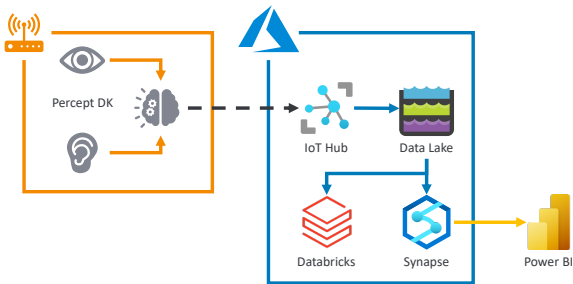 Percept DK
IoT Hub
Data Lake
Databricks
Synapse
Power BI